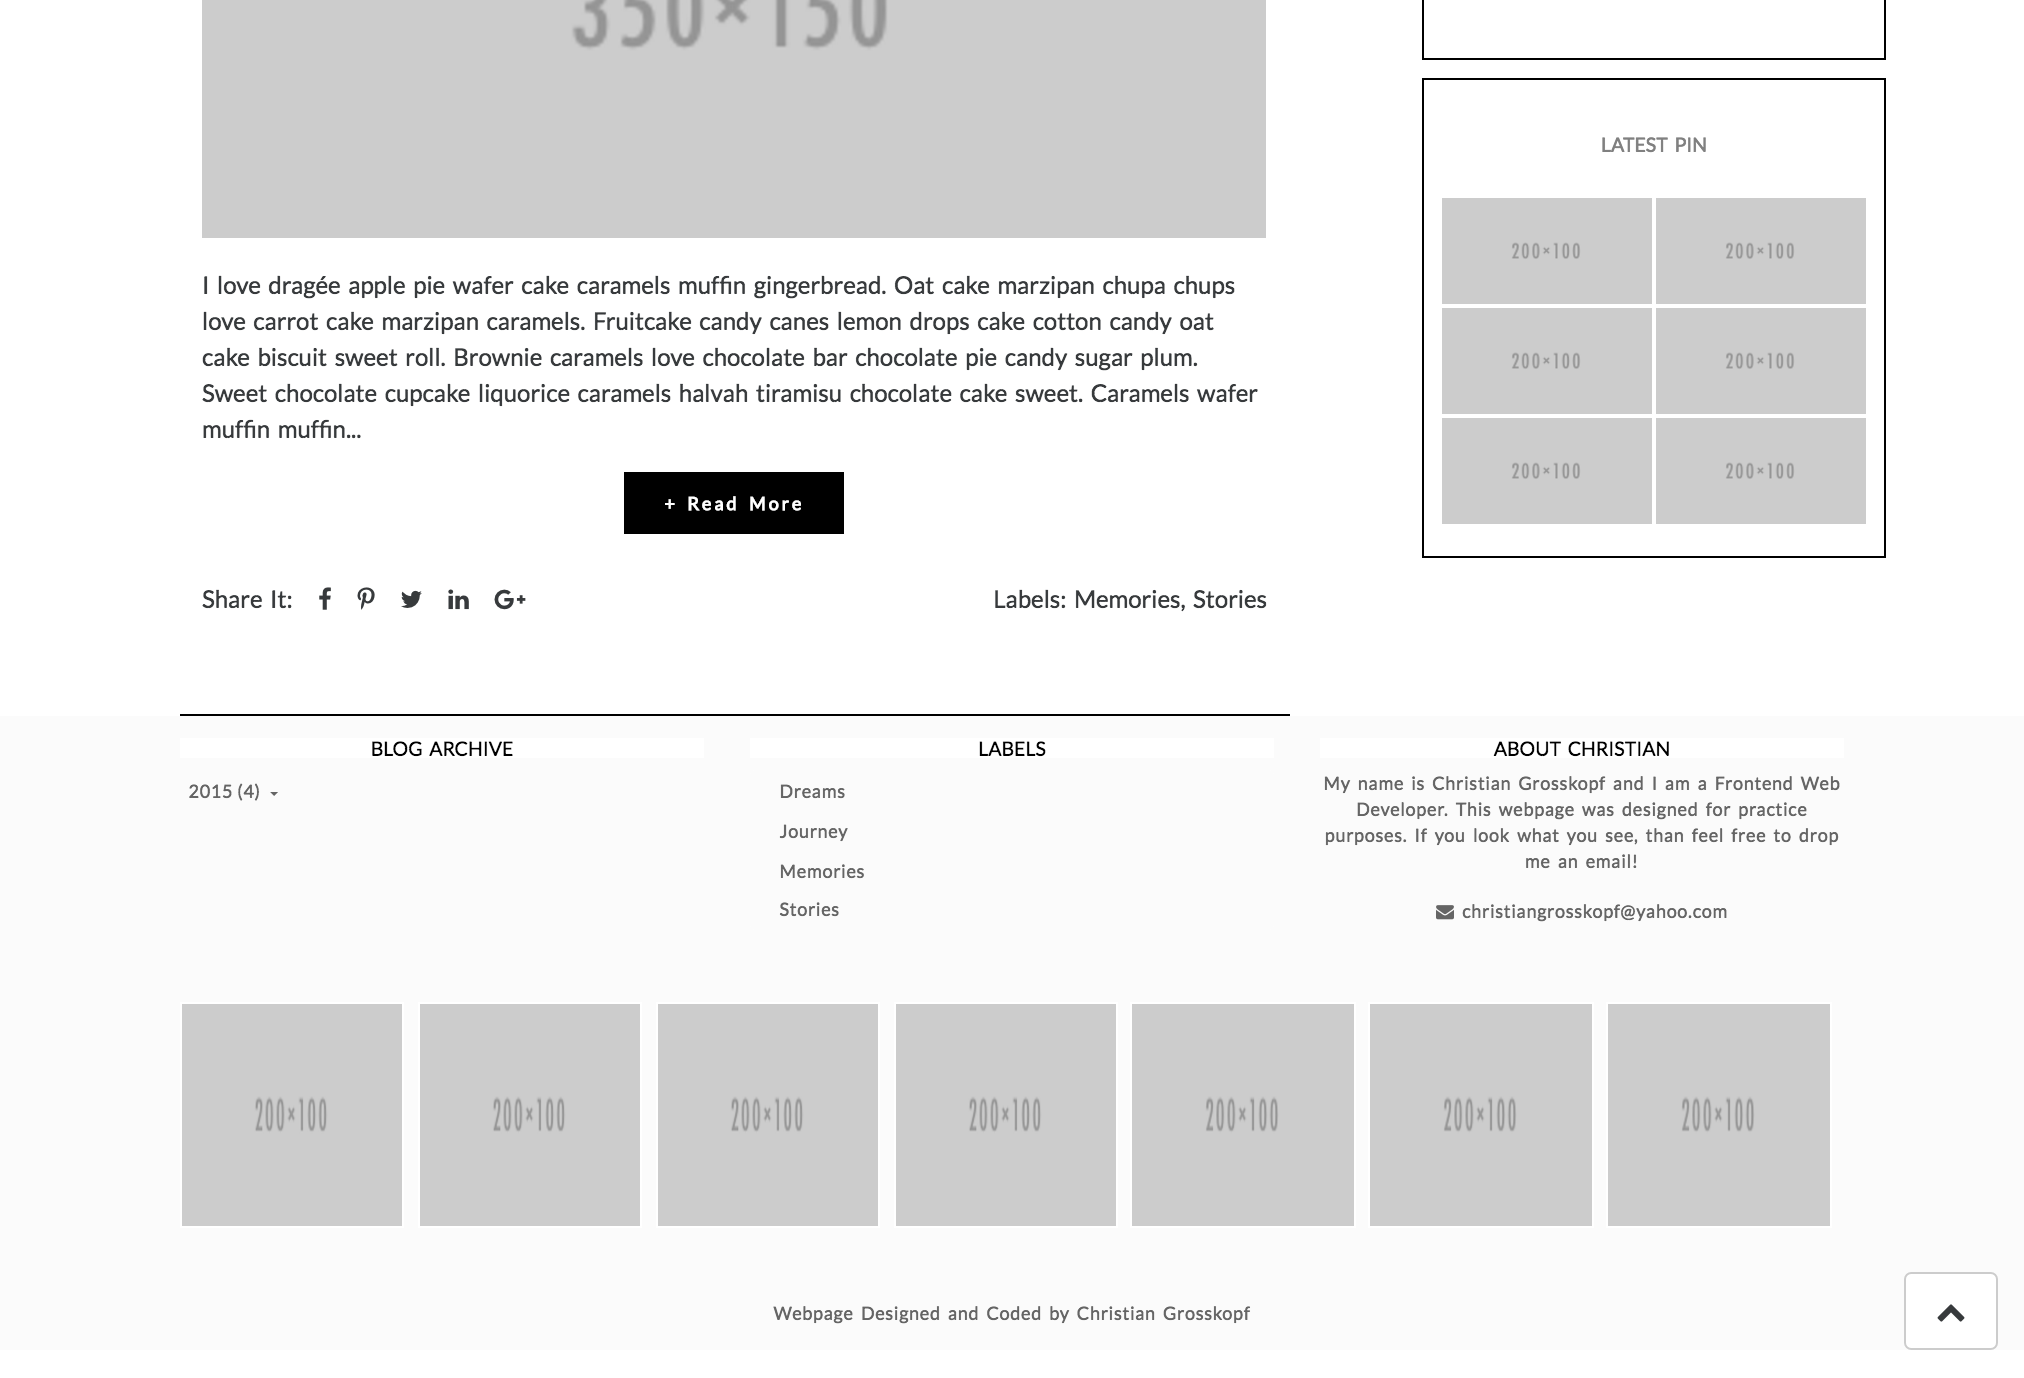 350×150
LATEST PIN
200×100 200×100
200×100 200×100
200×100 200×100
I love dragée apple pie wafer cake caramels muffin gingerbread. Oat cake marzipan chupa chups
love carrot cake marzipan caramels. Fruitcake candy canes lemon drops cake cotton candy oat
cake biscuit sweet roll. Brownie caramels love chocolate bar chocolate pie candy sugar plum.
Sweet chocolate cupcake liquorice caramels halvah tiramisu chocolate cake sweet. Caramels wafer
muffin muffin...
+ Read More
Share It:
Labels: Memories, Stories
BLOG ARCHIVE
2015 (4)
LABELS
Dreams
Journey
Memories
Stories
ABOUT CHRISTIAN
My name is Christian Grosskopf and I am a Frontend Web
Developer. This webpage was designed for practice
purposes. If you look what you see, than feel free to drop
me an email!
christiangrosskopf@yahoo.com
200×100 200×100 200×100 200×100 200×100 200×100 200×100
Webpage Designed and Coded by Christian Grosskopf